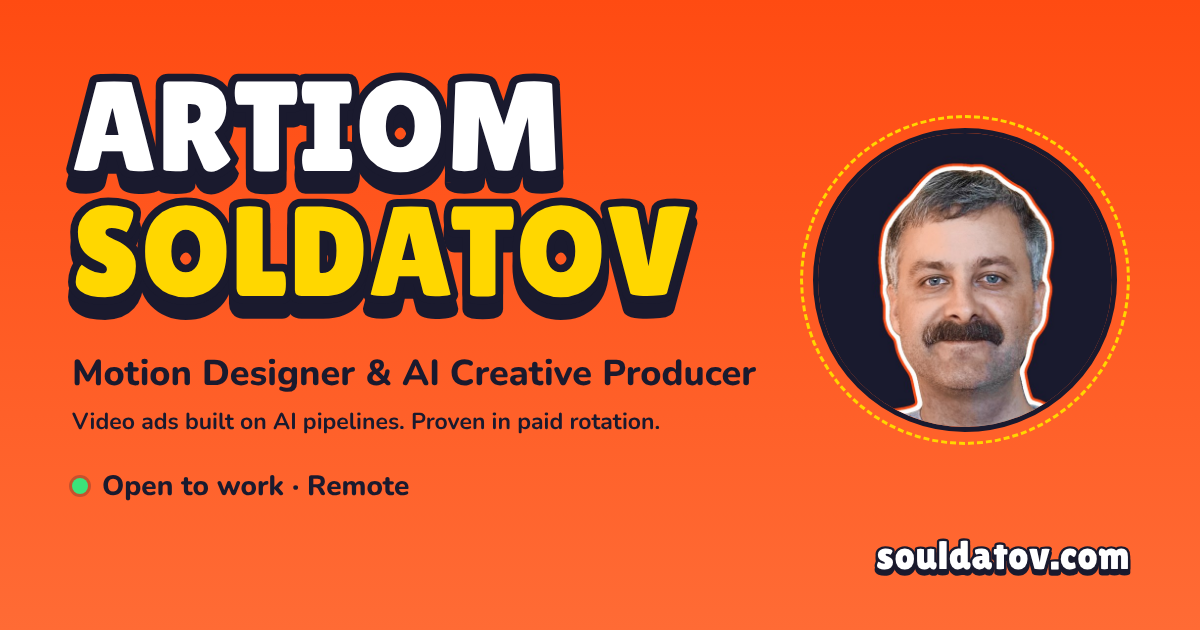 ARTIOM
SOLDATOV
Motion Designer & AI Creative Producer
Video ads built on AI pipelines. Proven in paid rotation.
Open to work · Remote
souldatov.com